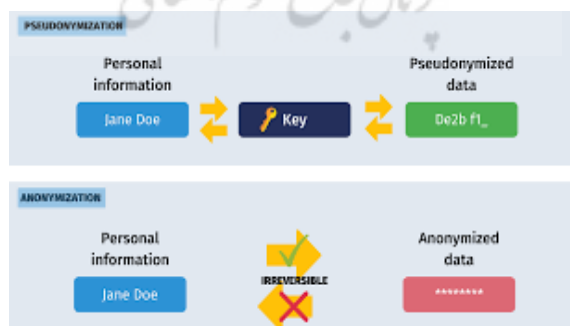 PSEUDONYMIZATION
Personal
information
Pseudonymized
data
Jane Doe
Key
De2b f1_
ANONYMIZATION
Personal
information
Anonymized
data
IRREVERSIBLE
Jane Doe
********